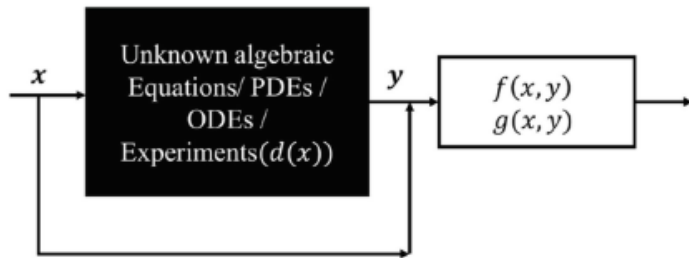 x
Unknown algebraic
Equations/ PDEs /
ODEs /
Experiments(d(x))
y
f(x, y)
g(x, y)